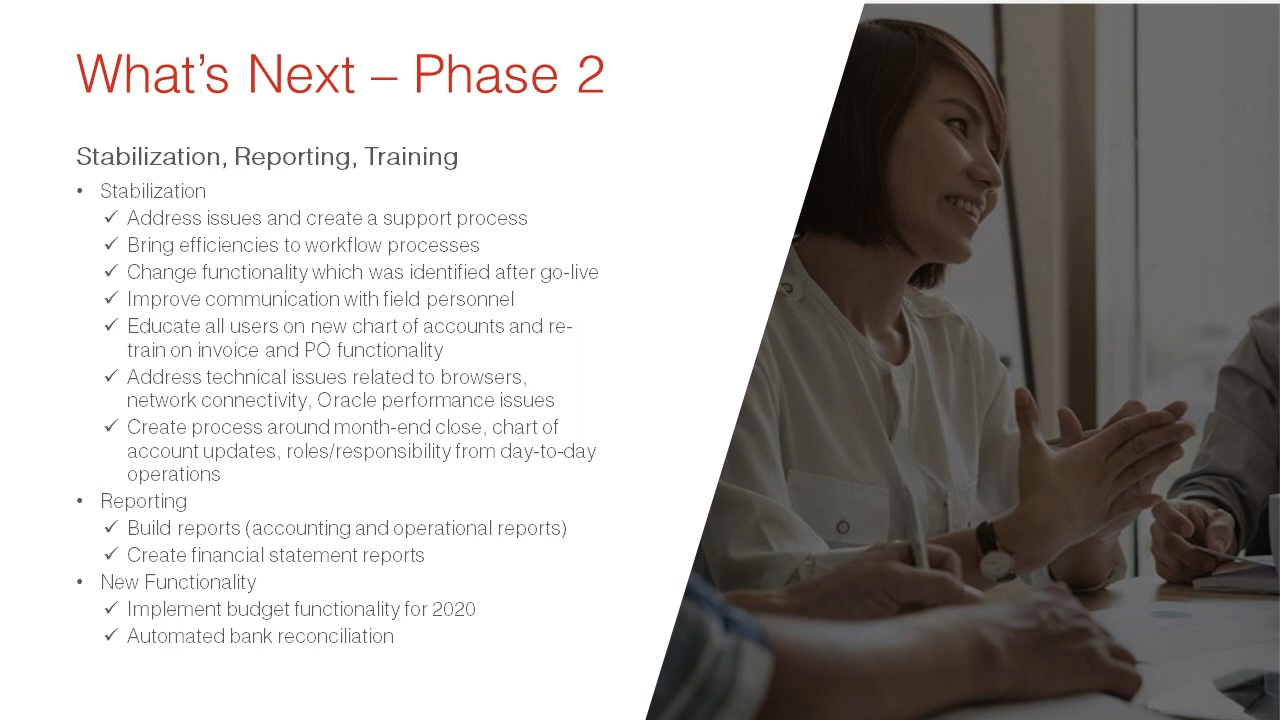 What’s Next – Phase 2
Stabilization, Reporting, Training
• Stabilization
✓ Address issues and create a support process
✓ Bring efficiencies to workflow processes
✓ Change functionality which was identified after go-live
✓ Improve communication with field personnel
✓ Educate all users on new chart of accounts and re-
train on invoice and PO functionality
✓ Address technical issues related to browsers,
network connectivity, Oracle performance issues
✓ Create process around month-end close, chart of
account updates, roles/responsibility from day-to-day
operations
• Reporting
✓ Build reports (accounting and operational reports)
✓ Create financial statement reports
• New Functionality
✓ Implement budget functionality for 2020
✓ Automated bank reconciliation